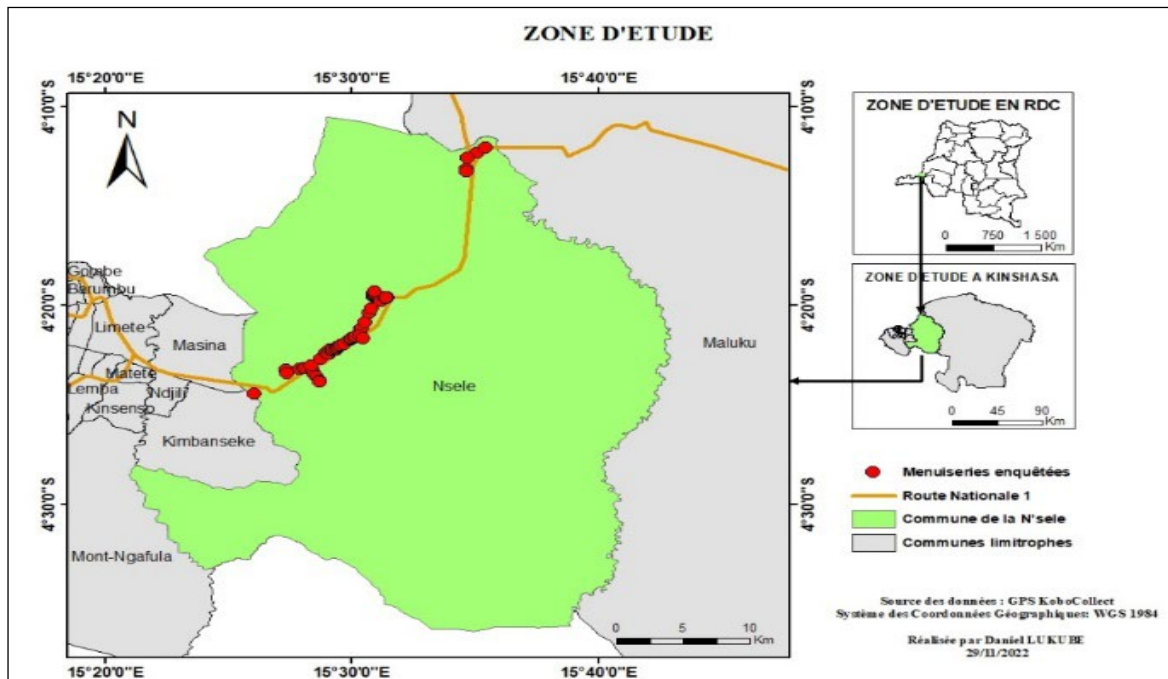 ZONE D'ETUDE
15°20'0"E 15°30'0"E 15°40'0"E
4°10'0"S
4°20'0"S
4°30'0"S
4°10'0"S
4°20'0"S
4°30'0"S
N
Gombe
Barumbu
Limete
Masina
Matete
Lemba
Ndjili
Kinsenso
Kimbanseke
Mont-Ngafula
Nsele
Maluku
0 5 10
Km
15°20'0"E 15°30'0"E 15°40'0"E
ZONE D'ETUDE EN RDC
0 750 1 500
Km
ZONE D'ETUDE A KINSHASA
0 45 90
Km
Menuiseries enquêtées
Route Nationale 1
Commune de la N'sele
Communes limitrophes
Source des données : GPS KoboCollect
Système des Coordonnées Géographiques: WGS 1984
Réalisée par Daniel LUKUBE
29/11/2022